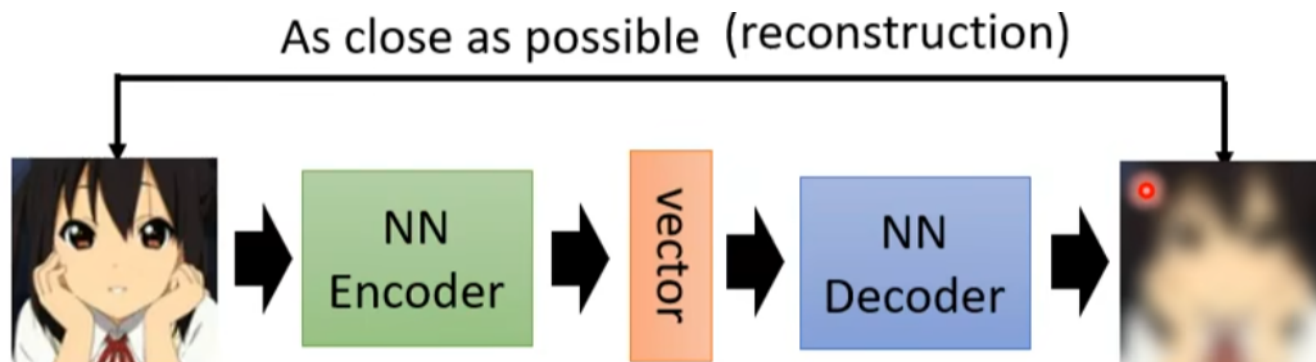 As close as possible (reconstruction)
NN
Encoder
vector
NN
Decoder